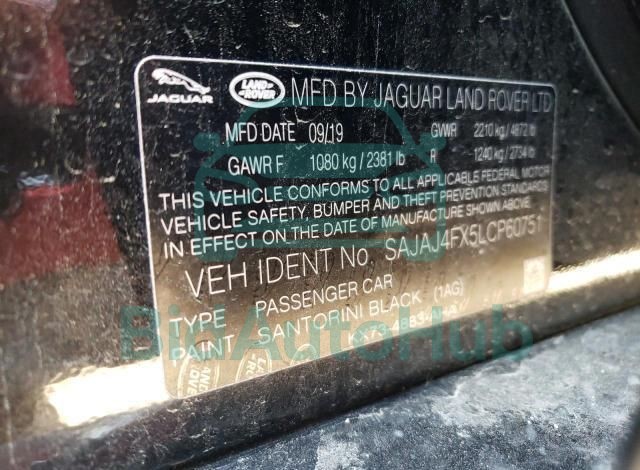 JAGUAR LAND ROVER MFD BY JAGUAR LAND ROVER LTD
MFD DATE 09/19 GVWR 2210 kg / 4872 lb
GAWR F 1080 kg / 2381 lb R 1240 kg / 2734 lb
THIS VEHICLE CONFORMS TO ALL APPLICABLE FEDERAL MOTOR
VEHICLE SAFETY, BUMPER AND THEFT PREVENTION STANDARDS
IN EFFECT ON THE DATE OF MANUFACTURE SHOWN ABOVE.
VEH IDENT No. SAJAJ4FX5LCP60751
TYPE PASSENGER CAR
PAINT SANTORINI BLACK (1AG)
BidAutoHub